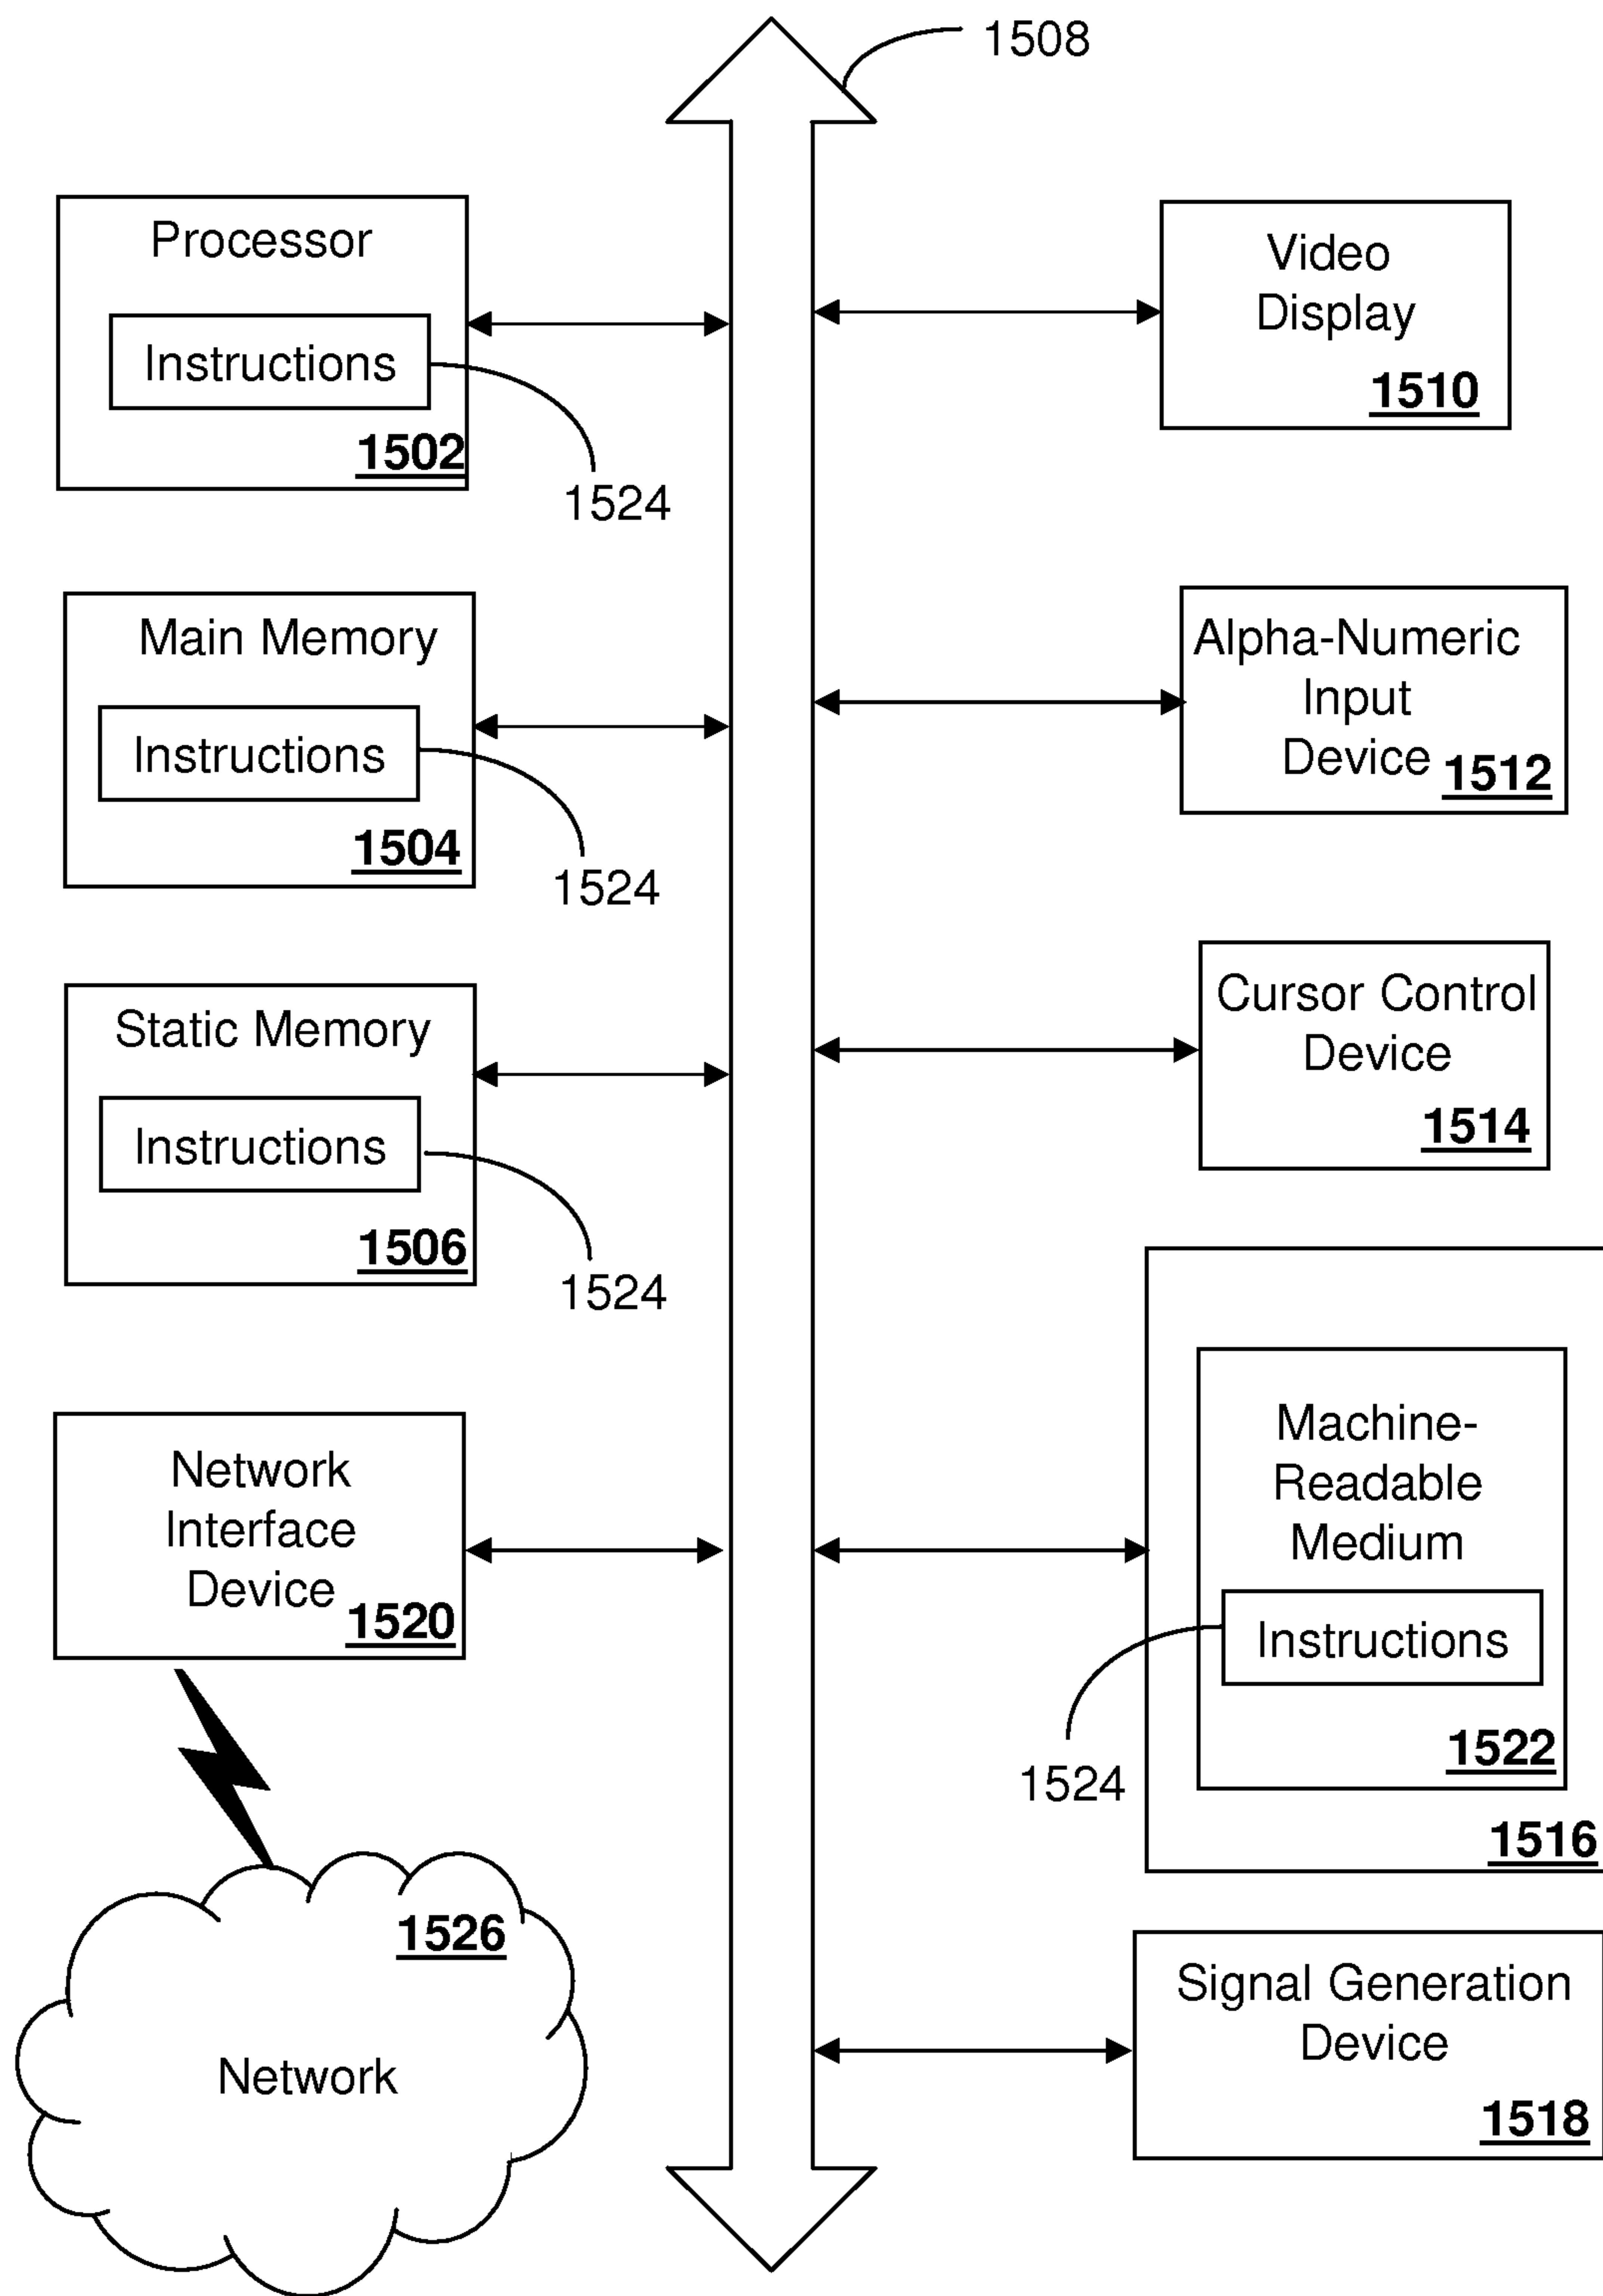 1508
Processor
Instructions
1502
1524
Main Memory
Instructions
1504
1524
Static Memory
Instructions
1506
1524
Network
Interface
Device
1520
1526
Network
Video
Display
1510
Alpha-Numeric
Input
Device
1512
Cursor Control
Device
1514
Machine-
Readable
Medium
Instructions
1522
1524
1516
Signal Generation
Device
1518